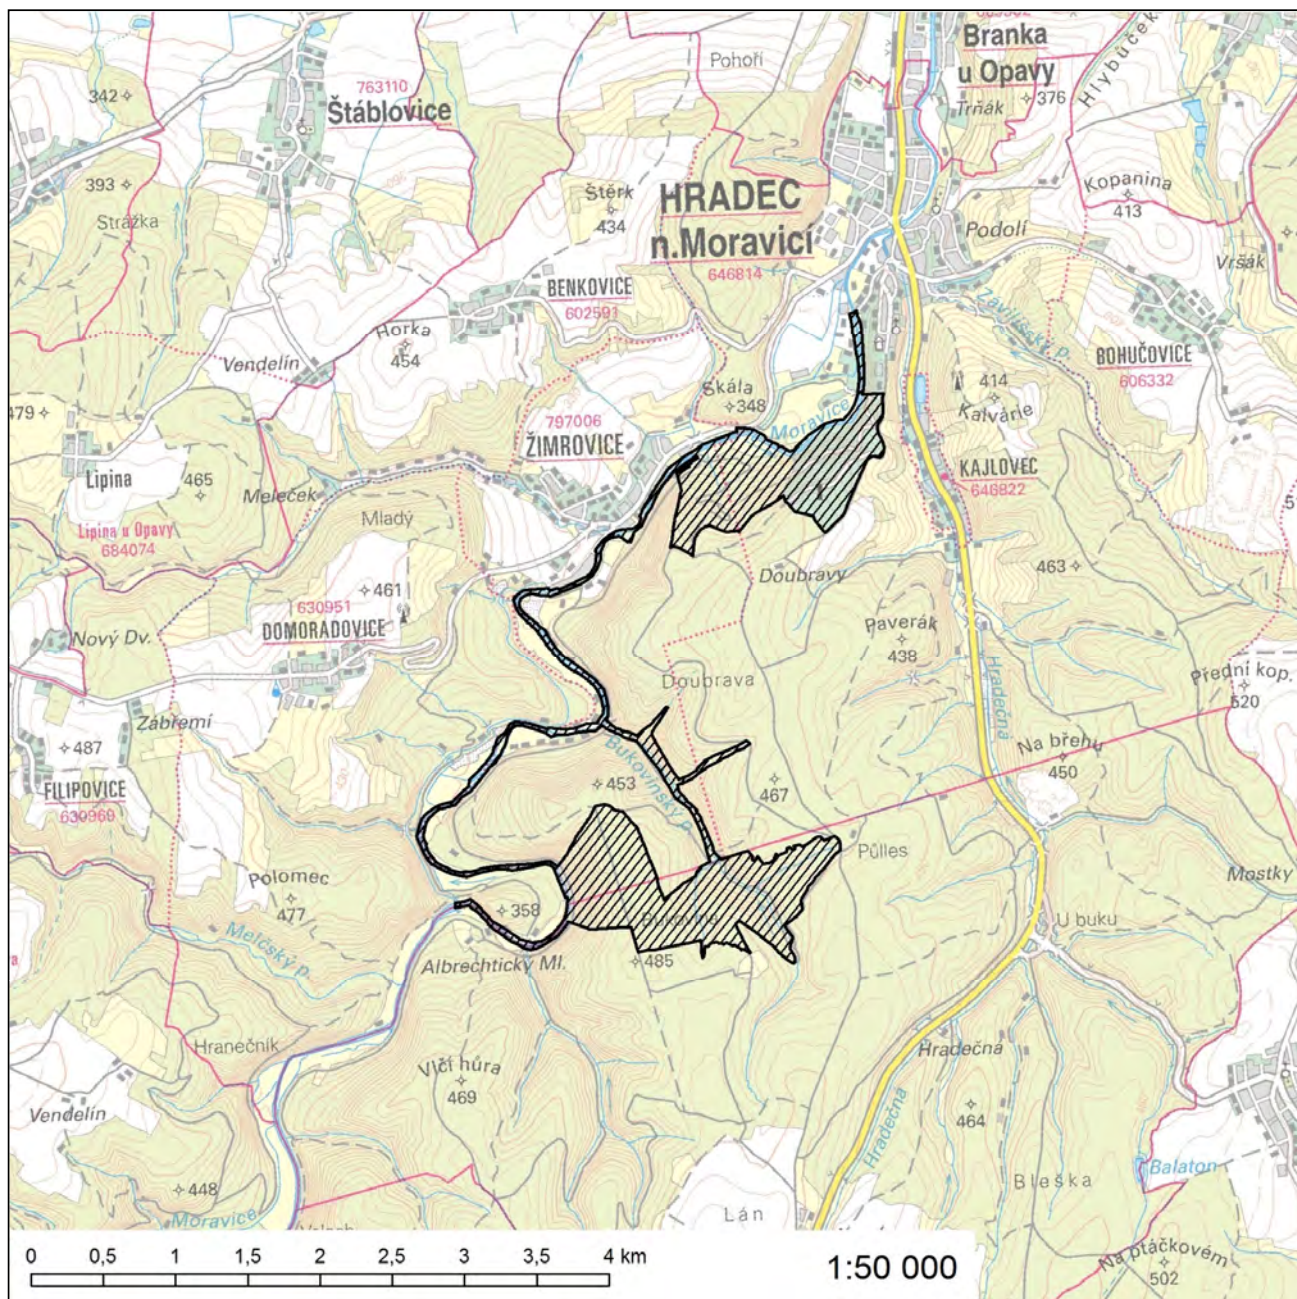 Branka
u Opavy
Pohoří
Hlybůček
Trňák
376
763110
Štáblovice
342
393
Strážka
Štěrk
434
HRADEC
n.Moravicí
646814
Kopanina
413
Podolí
Vršák
BENKOVICE
602591
Horka
454
Vendelín
BOHUČOVICE
606332
414
Kalvárie
Skála
348
Moravice
479
797006
ŽIMROVICE
KAJLOVEC
646822
Lipina
465
Meleček
Lipina u Opavy
684074
Mladý
461
630951
DOMORADOVICE
Doubravy
463
Paverák
438
Nový Dv.
Zábřemí
Doubrava
Hradečná
Přední kop.
520
487
FILIPOVICE
630969
Na břehu
450
Bukovinský p.
453
467
Půlles
Mostky
Polomec
477
358
U buku
Melčský p.
Albrechtický Ml.
485
Hranečník
Hradečná
Vlčí hůra
469
Vendelín
464
Hradečná
448
Balaton
Bleška
Moravice
Lán
Na ptáčkovém
502
0 0,5 1 1,5 2 2,5 3 3,5 4 km
1:50 000